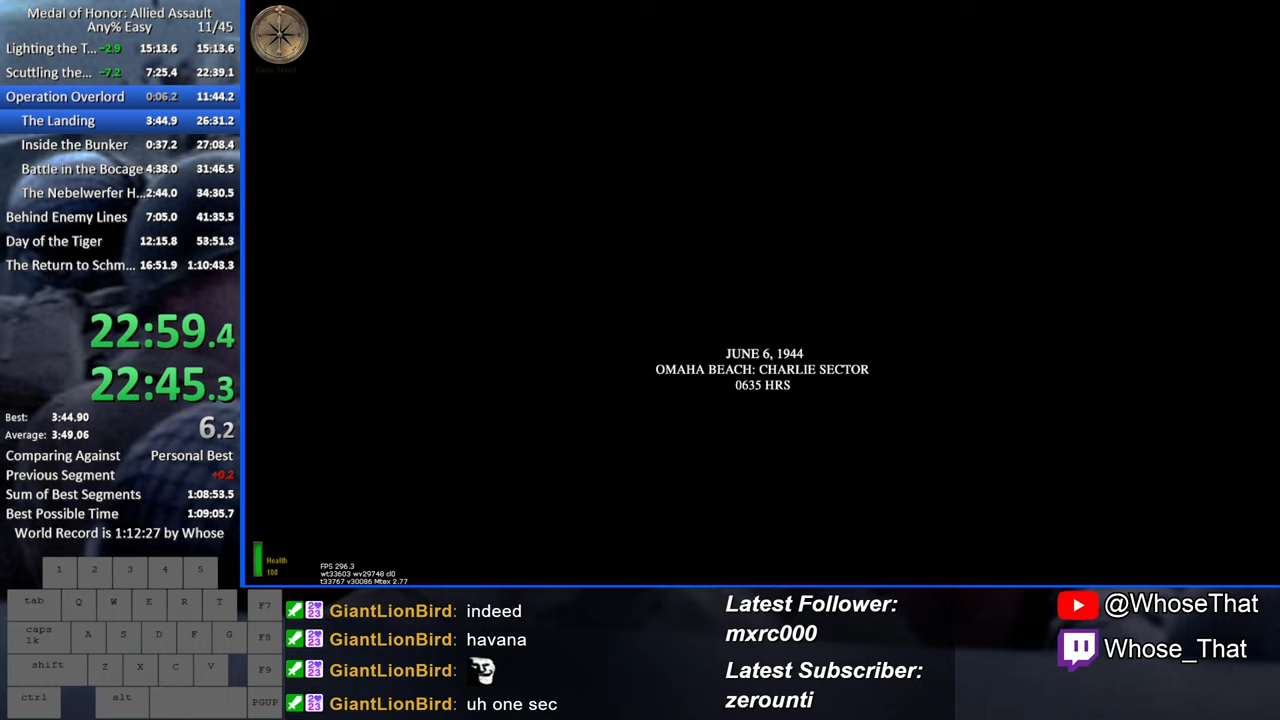 Medal of Honor: Allied Assault
Any% Easy 11/45
Lighting the T... −2.9 15:13.6 15:13.6
Scuttling the... −7.2 7:25.4 22:39.1
Operation Overlord 0:06.2 11:44.2
The Landing 3:44.9 26:31.2
Inside the Bunker 0:37.2 27:08.4
Battle in the Bocage 4:38.0 31:46.5
The Nebelwerfer H... 2:44.0 34:30.5
Behind Enemy Lines 7:05.0 41:35.5
Day of the Tiger 12:15.8 53:51.3
The Return to Schm... 16:51.9 1:10:43.3
22:59.4
22:45.3
Best: 3:44.90
Average: 3:49.06
6.2
Comparing Against Personal Best
Previous Segment +0.2
Sum of Best Segments 1:08:53.5
Best Possible Time 1:09:05.7
World Record is 1:12:27 by Whose
1 2 3 4 5
tab Q W E R T F7
caps lk A S D F G F8
shift Z X C V F9
ctrl alt PGUP
Game Saved
JUNE 6, 1944
OMAHA BEACH: CHARLIE SECTOR
0635 HRS
Health
100
FPS 296.3
wt33603 wv29748 cl0
t33767 v30086 Mtex 2.77
GiantLionBird: indeed
GiantLionBird: havana
GiantLionBird:
GiantLionBird: uh one sec
Latest Follower:
mxrc000
Latest Subscriber:
zerounti
@WhoseThat
Whose_That